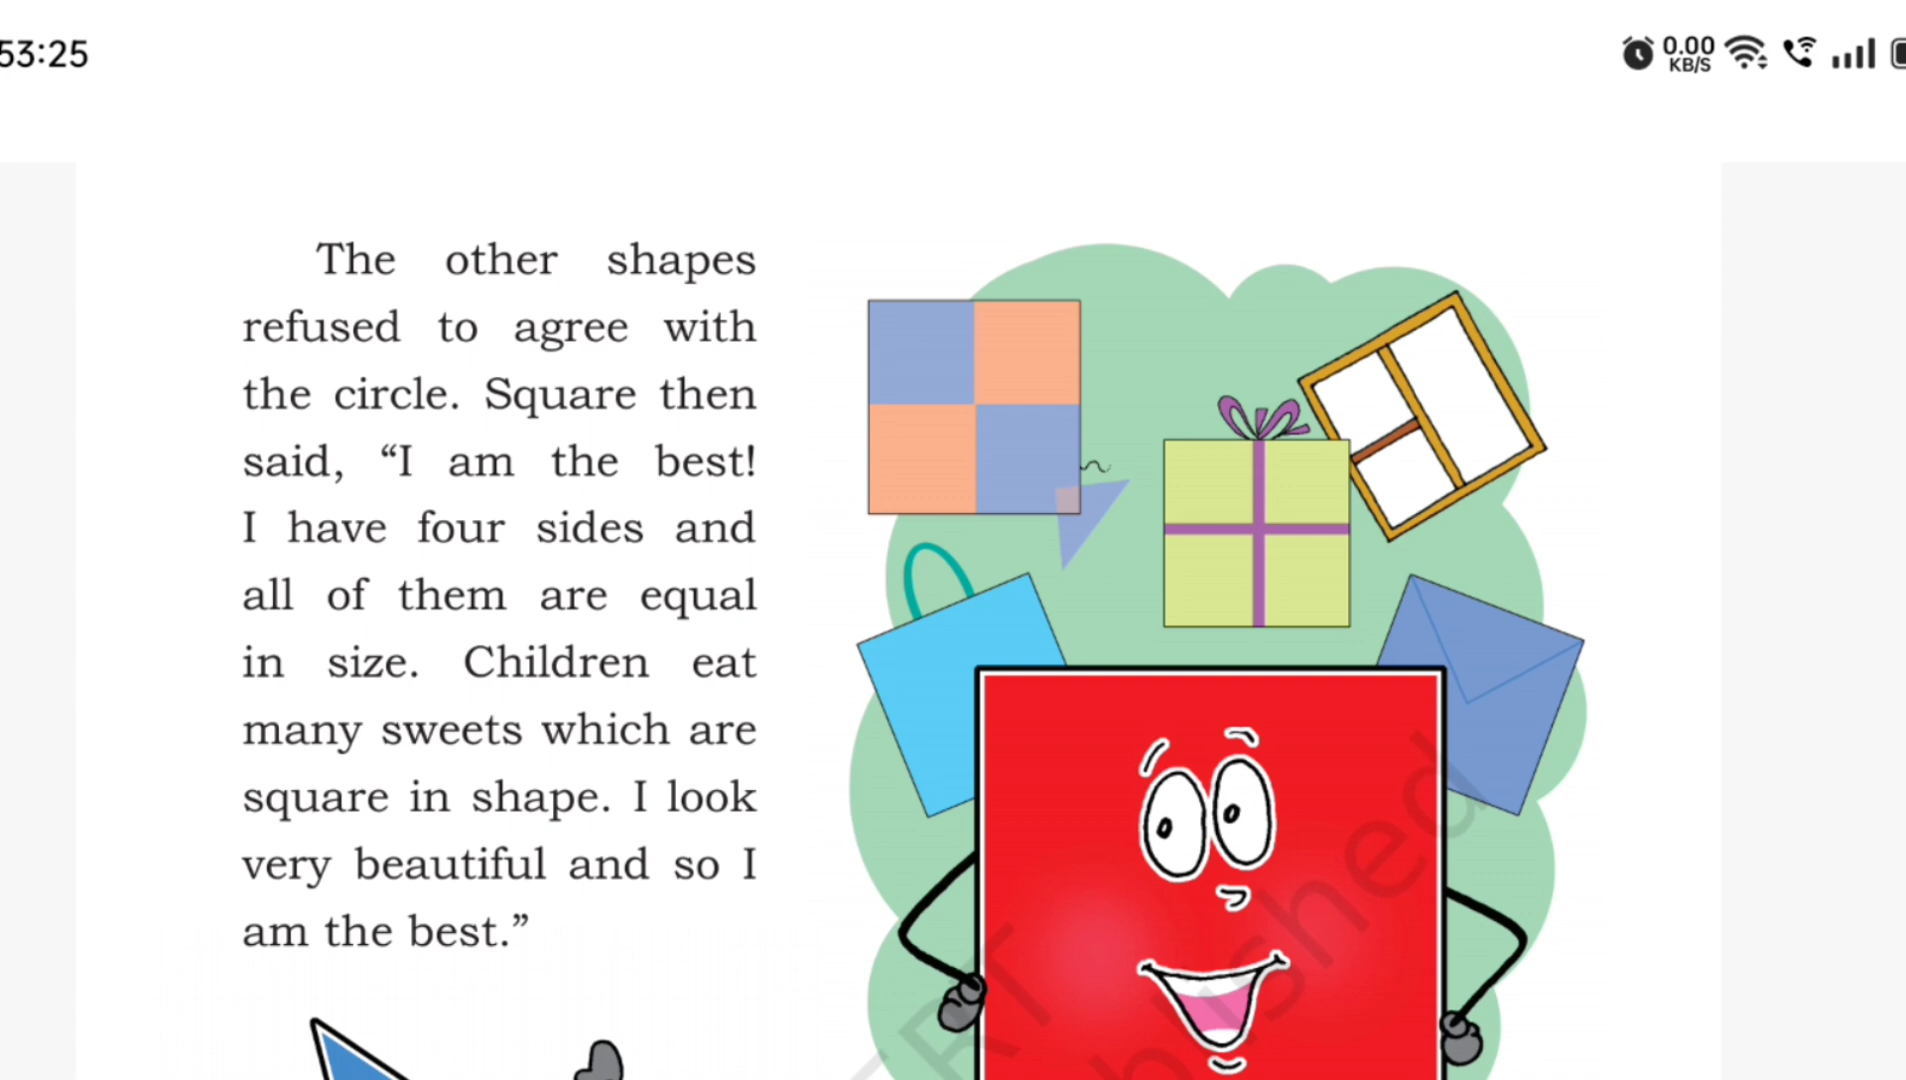 53:25
0.00
KB/S
The other shapes
refused to agree with
the circle. Square then
said, “I am the best!
I have four sides and
all of them are equal
in size. Children eat
many sweets which are
square in shape. I look
very beautiful and so I
am the best.”